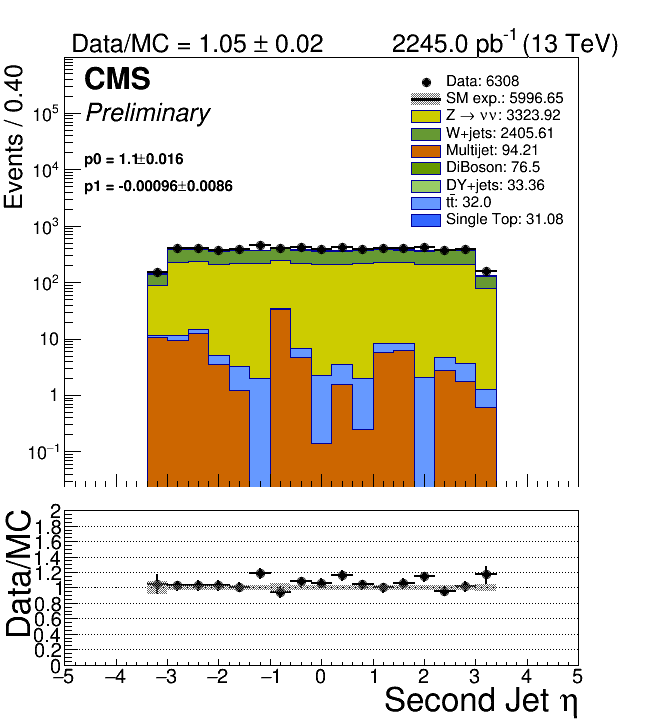 Data/MC = 1.05 ± 0.02 2245.0 pb⁻¹ (13 TeV)
CMS
Preliminary
p0 = 1.1±0.016
p1 = -0.00096±0.0086
Data: 6308
SM exp.: 5996.65
Z → νν: 3323.92
W+jets: 2405.61
Multijet: 94.21
DiBoson: 76.5
DY+jets: 33.36
tt̄: 32.0
Single Top: 31.08
Events / 0.40
10⁵
10⁴
10³
10²
10
1
10⁻¹
Data/MC
2
1.8
1.6
1.4
1.2
1
0.8
0.6
0.4
0.2
0
−5 −4 −3 −2 −1 0 1 2 3 4 5
Second Jet η